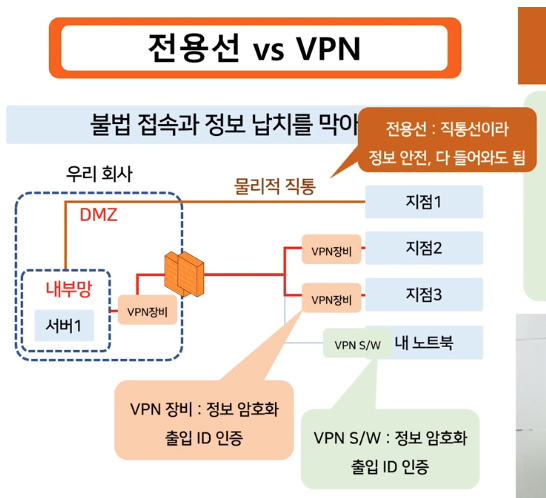 전용선 vs VPN
불법 접속과 정보 납치를 막아
전용선 : 직통선이라
정보 안전, 다 들어와도 됨
우리 회사
물리적 직통
지점1
DMZ
VPN장비
지점2
내부망
VPN장비
VPN장비
지점3
서버1
VPN S/W
내 노트북
VPN 장비 : 정보 암호화
출입 ID 인증
VPN S/W : 정보 암호화
출입 ID 인증